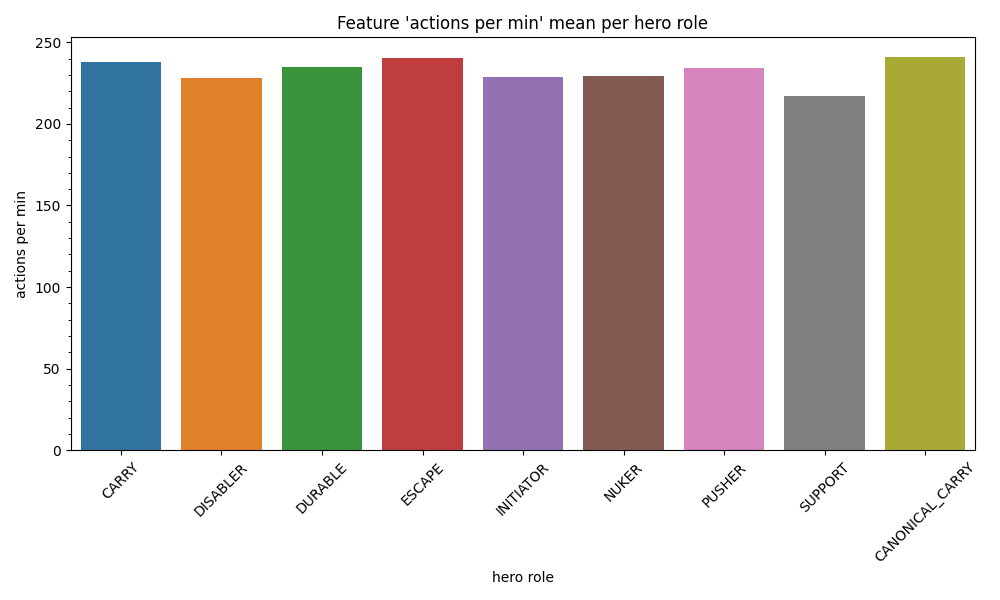 Feature 'actions per min' mean per hero role
250
200
150
100
50
0
actions per min
CARRY
DISABLER
DURABLE
ESCAPE
INITIATOR
NUKER
PUSHER
SUPPORT
CANONICAL_CARRY
hero role